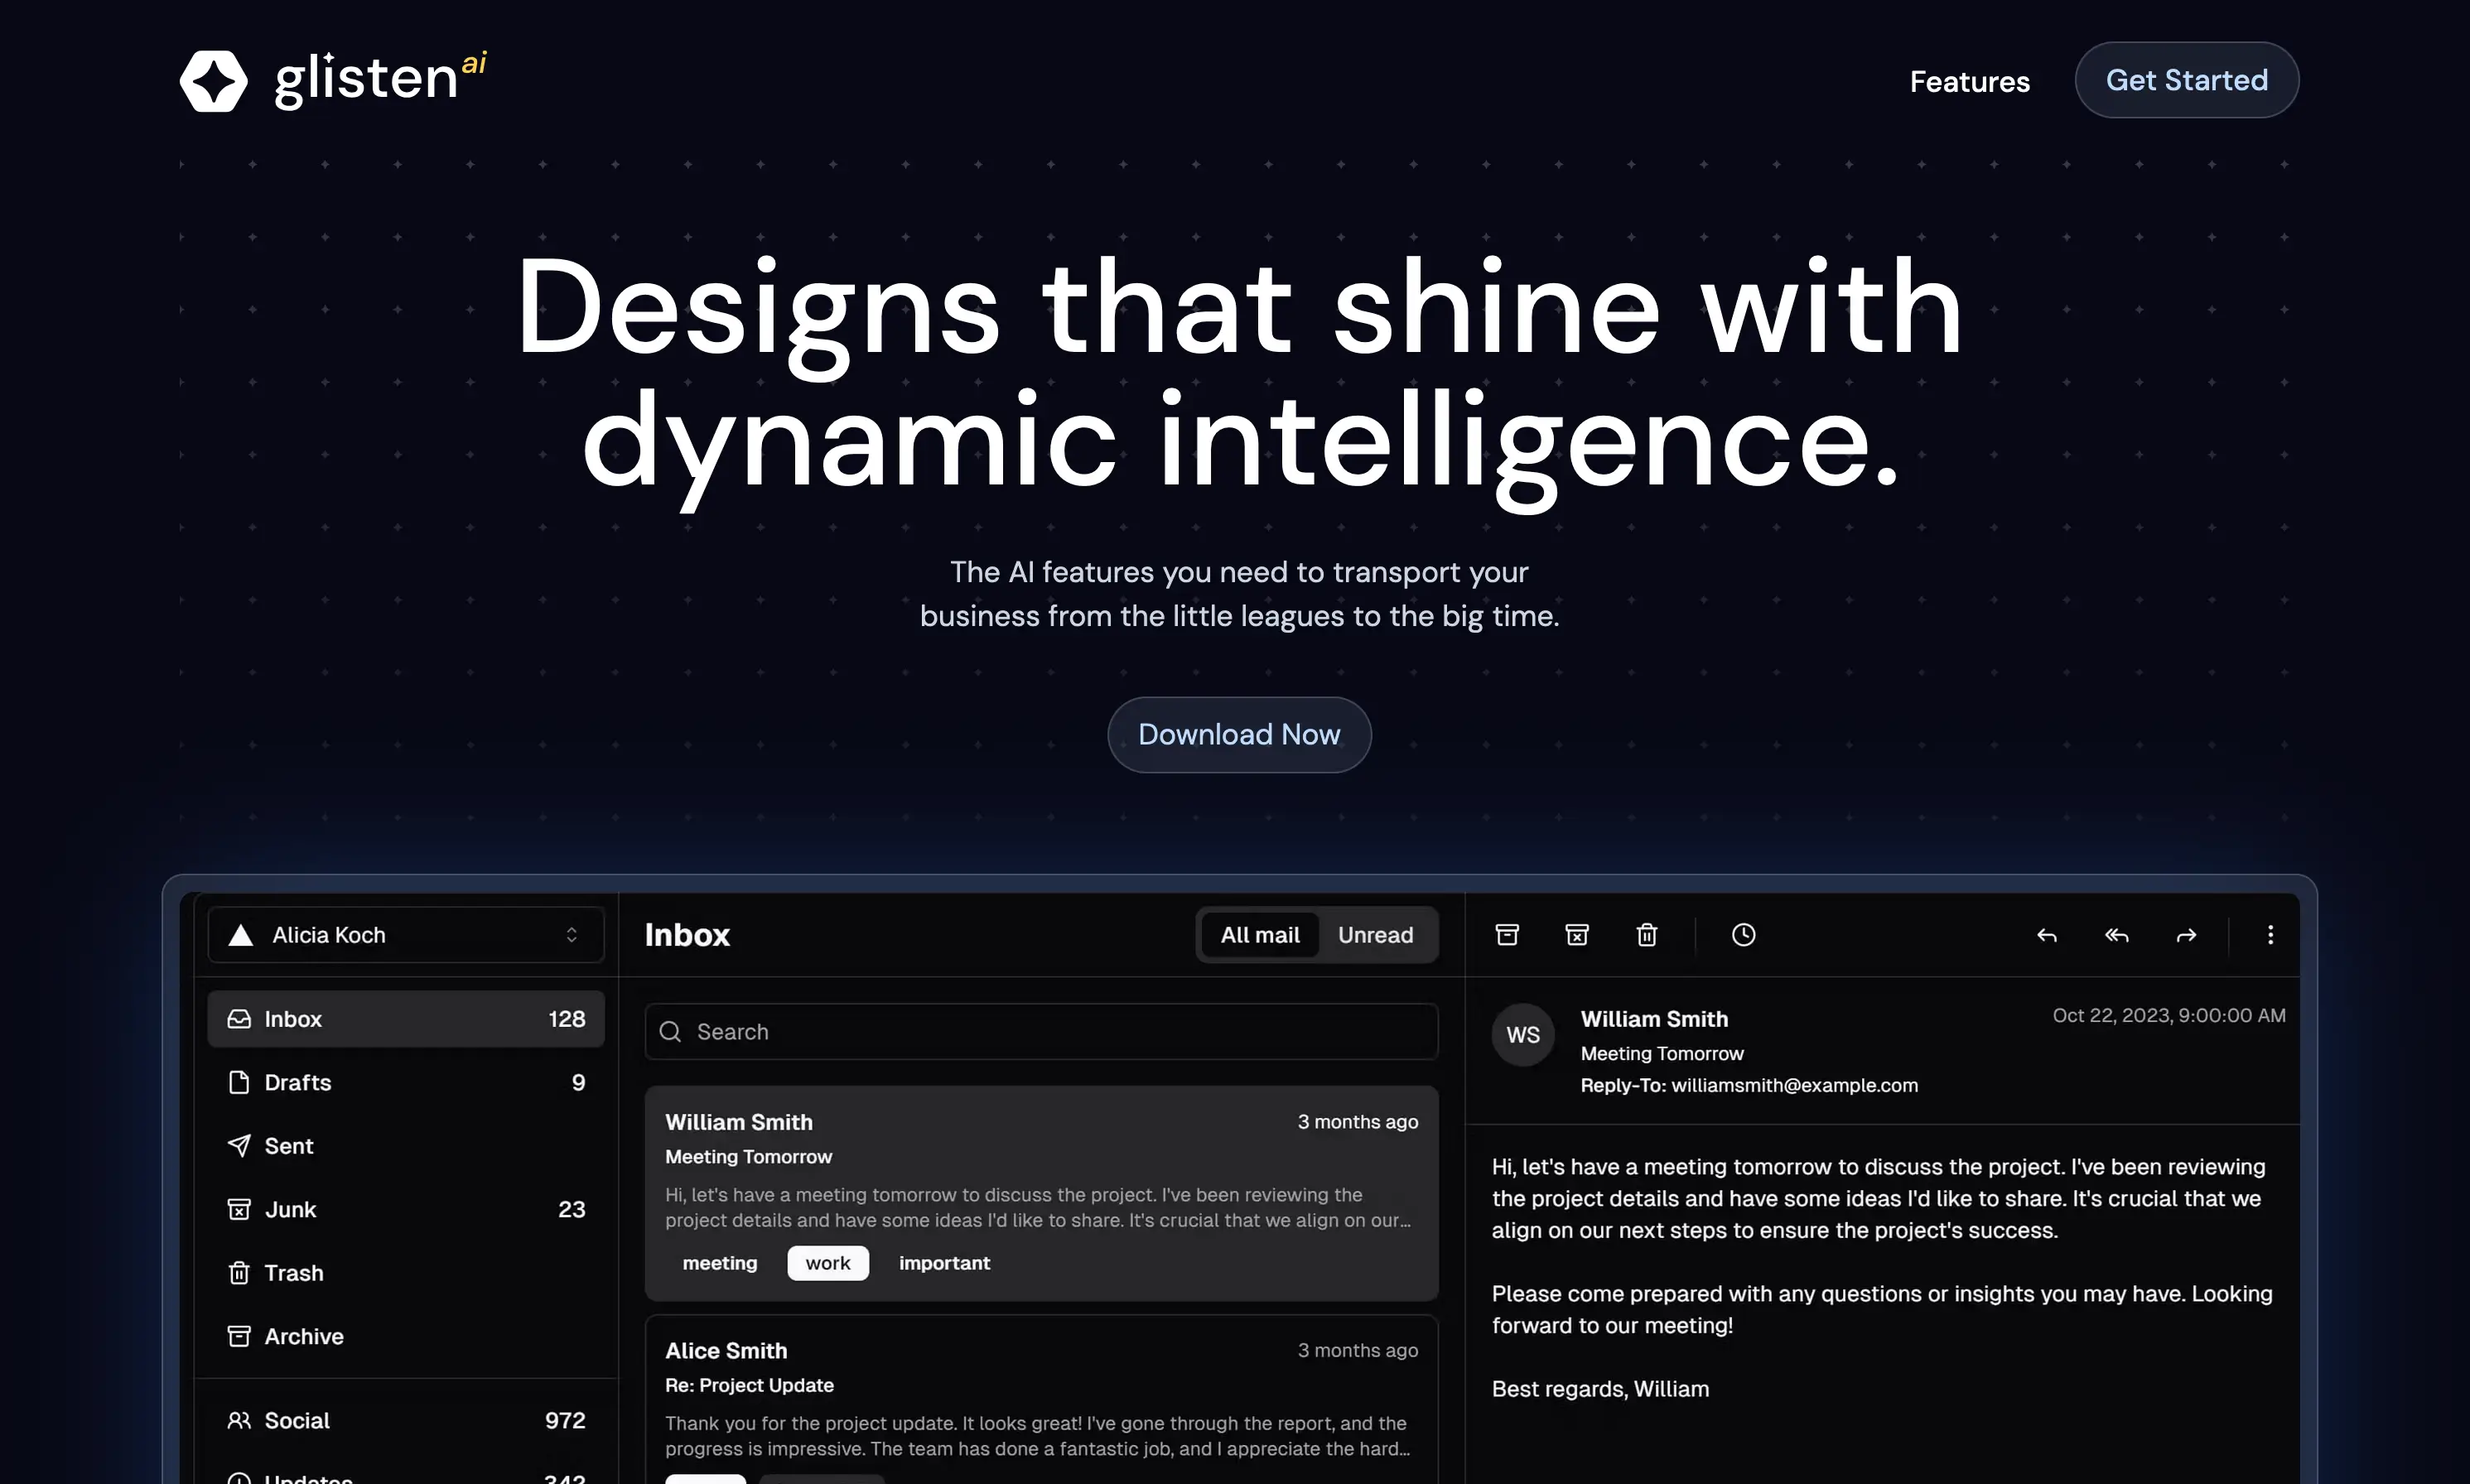 glisten ai
Features
Get Started
Designs that shine with
dynamic intelligence.
The AI features you need to transport your
business from the little leagues to the big time.
Download Now
Alicia Koch
Inbox 128
Drafts 9
Sent
Junk 23
Trash
Archive
Social 972
Updates 342
Inbox
All mail
Unread
Search
William Smith 3 months ago
Meeting Tomorrow
Hi, let's have a meeting tomorrow to discuss the project. I've been reviewing the
project details and have some ideas I'd like to share. It's crucial that we align on our...
meeting work important
Alice Smith 3 months ago
Re: Project Update
Thank you for the project update. It looks great! I've gone through the report, and the
progress is impressive. The team has done a fantastic job, and I appreciate the hard...
WS
William Smith Oct 22, 2023, 9:00:00 AM
Meeting Tomorrow
Reply-To: williamsmith@example.com
Hi, let's have a meeting tomorrow to discuss the project. I've been reviewing
the project details and have some ideas I'd like to share. It's crucial that we
align on our next steps to ensure the project's success.
Please come prepared with any questions or insights you may have. Looking
forward to our meeting!
Best regards, William